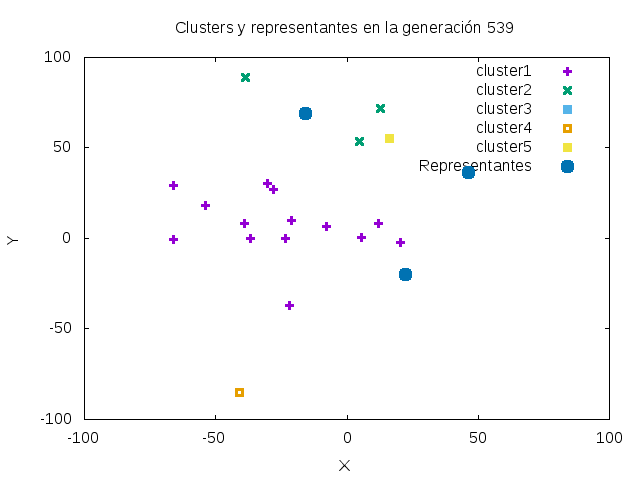 Clusters y representantes en la generación 539
100
50
0
-50
-100
-100
-50
0
50
100
Y
X
cluster1
cluster2
cluster3
cluster4
cluster5
Representantes